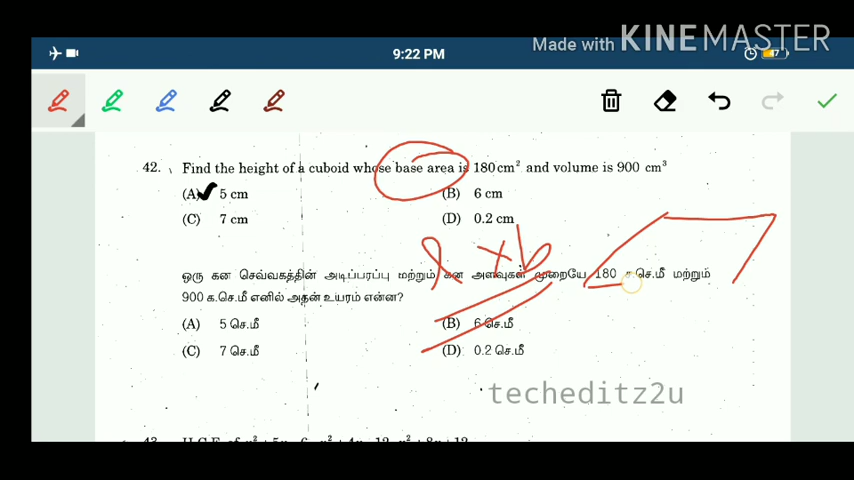 Made with KINEMASTER
9:22 PM
42. Find the height of a cuboid whose base area is 180 cm² and volume is 900 cm³
(A) 5 cm (B) 6 cm
(C) 7 cm (D) 0.2 cm
l × b
ஒரு கன செவ்வகத்தின் அடிப்பரப்பு மற்றும் கன அளவுகள் முறையே 180 ச.செ.மீ மற்றும்
900 க.செ.மீ எனில் அதன் உயரம் என்ன?
(A) 5 செ.மீ (B) 6 செ.மீ
(C) 7 செ.மீ (D) 0.2 செ.மீ
techeditz2u